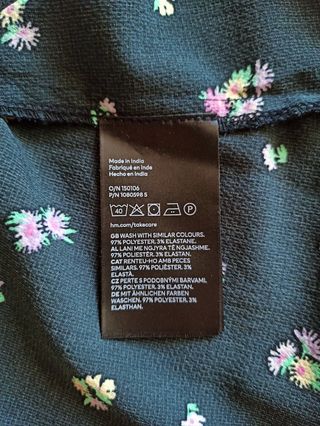 Made in India
Fabriqué en Inde
Hecho en India
O/N 150106
P/N 1080598 S
40 P
hm.com/takecare
GB WASH WITH SIMILAR COLOURS.
97% POLYESTER, 3% ELASTANE.
AL LANI ME NGJYRA TË NGJASHME.
97% POLIESTËR, 3% ELASTAN.
CAT RENTEU-HO AMB PECES
SIMILARS. 97% POLIÈSTER, 3%
ELASTÀ.
CZ PERTE S PODOBNÝMI BARVAMI.
97% POLYESTER, 3% ELASTAN.
DE MIT ÄHNLICHEN FARBEN
WASCHEN. 97% POLYESTER, 3%
ELASTHAN.